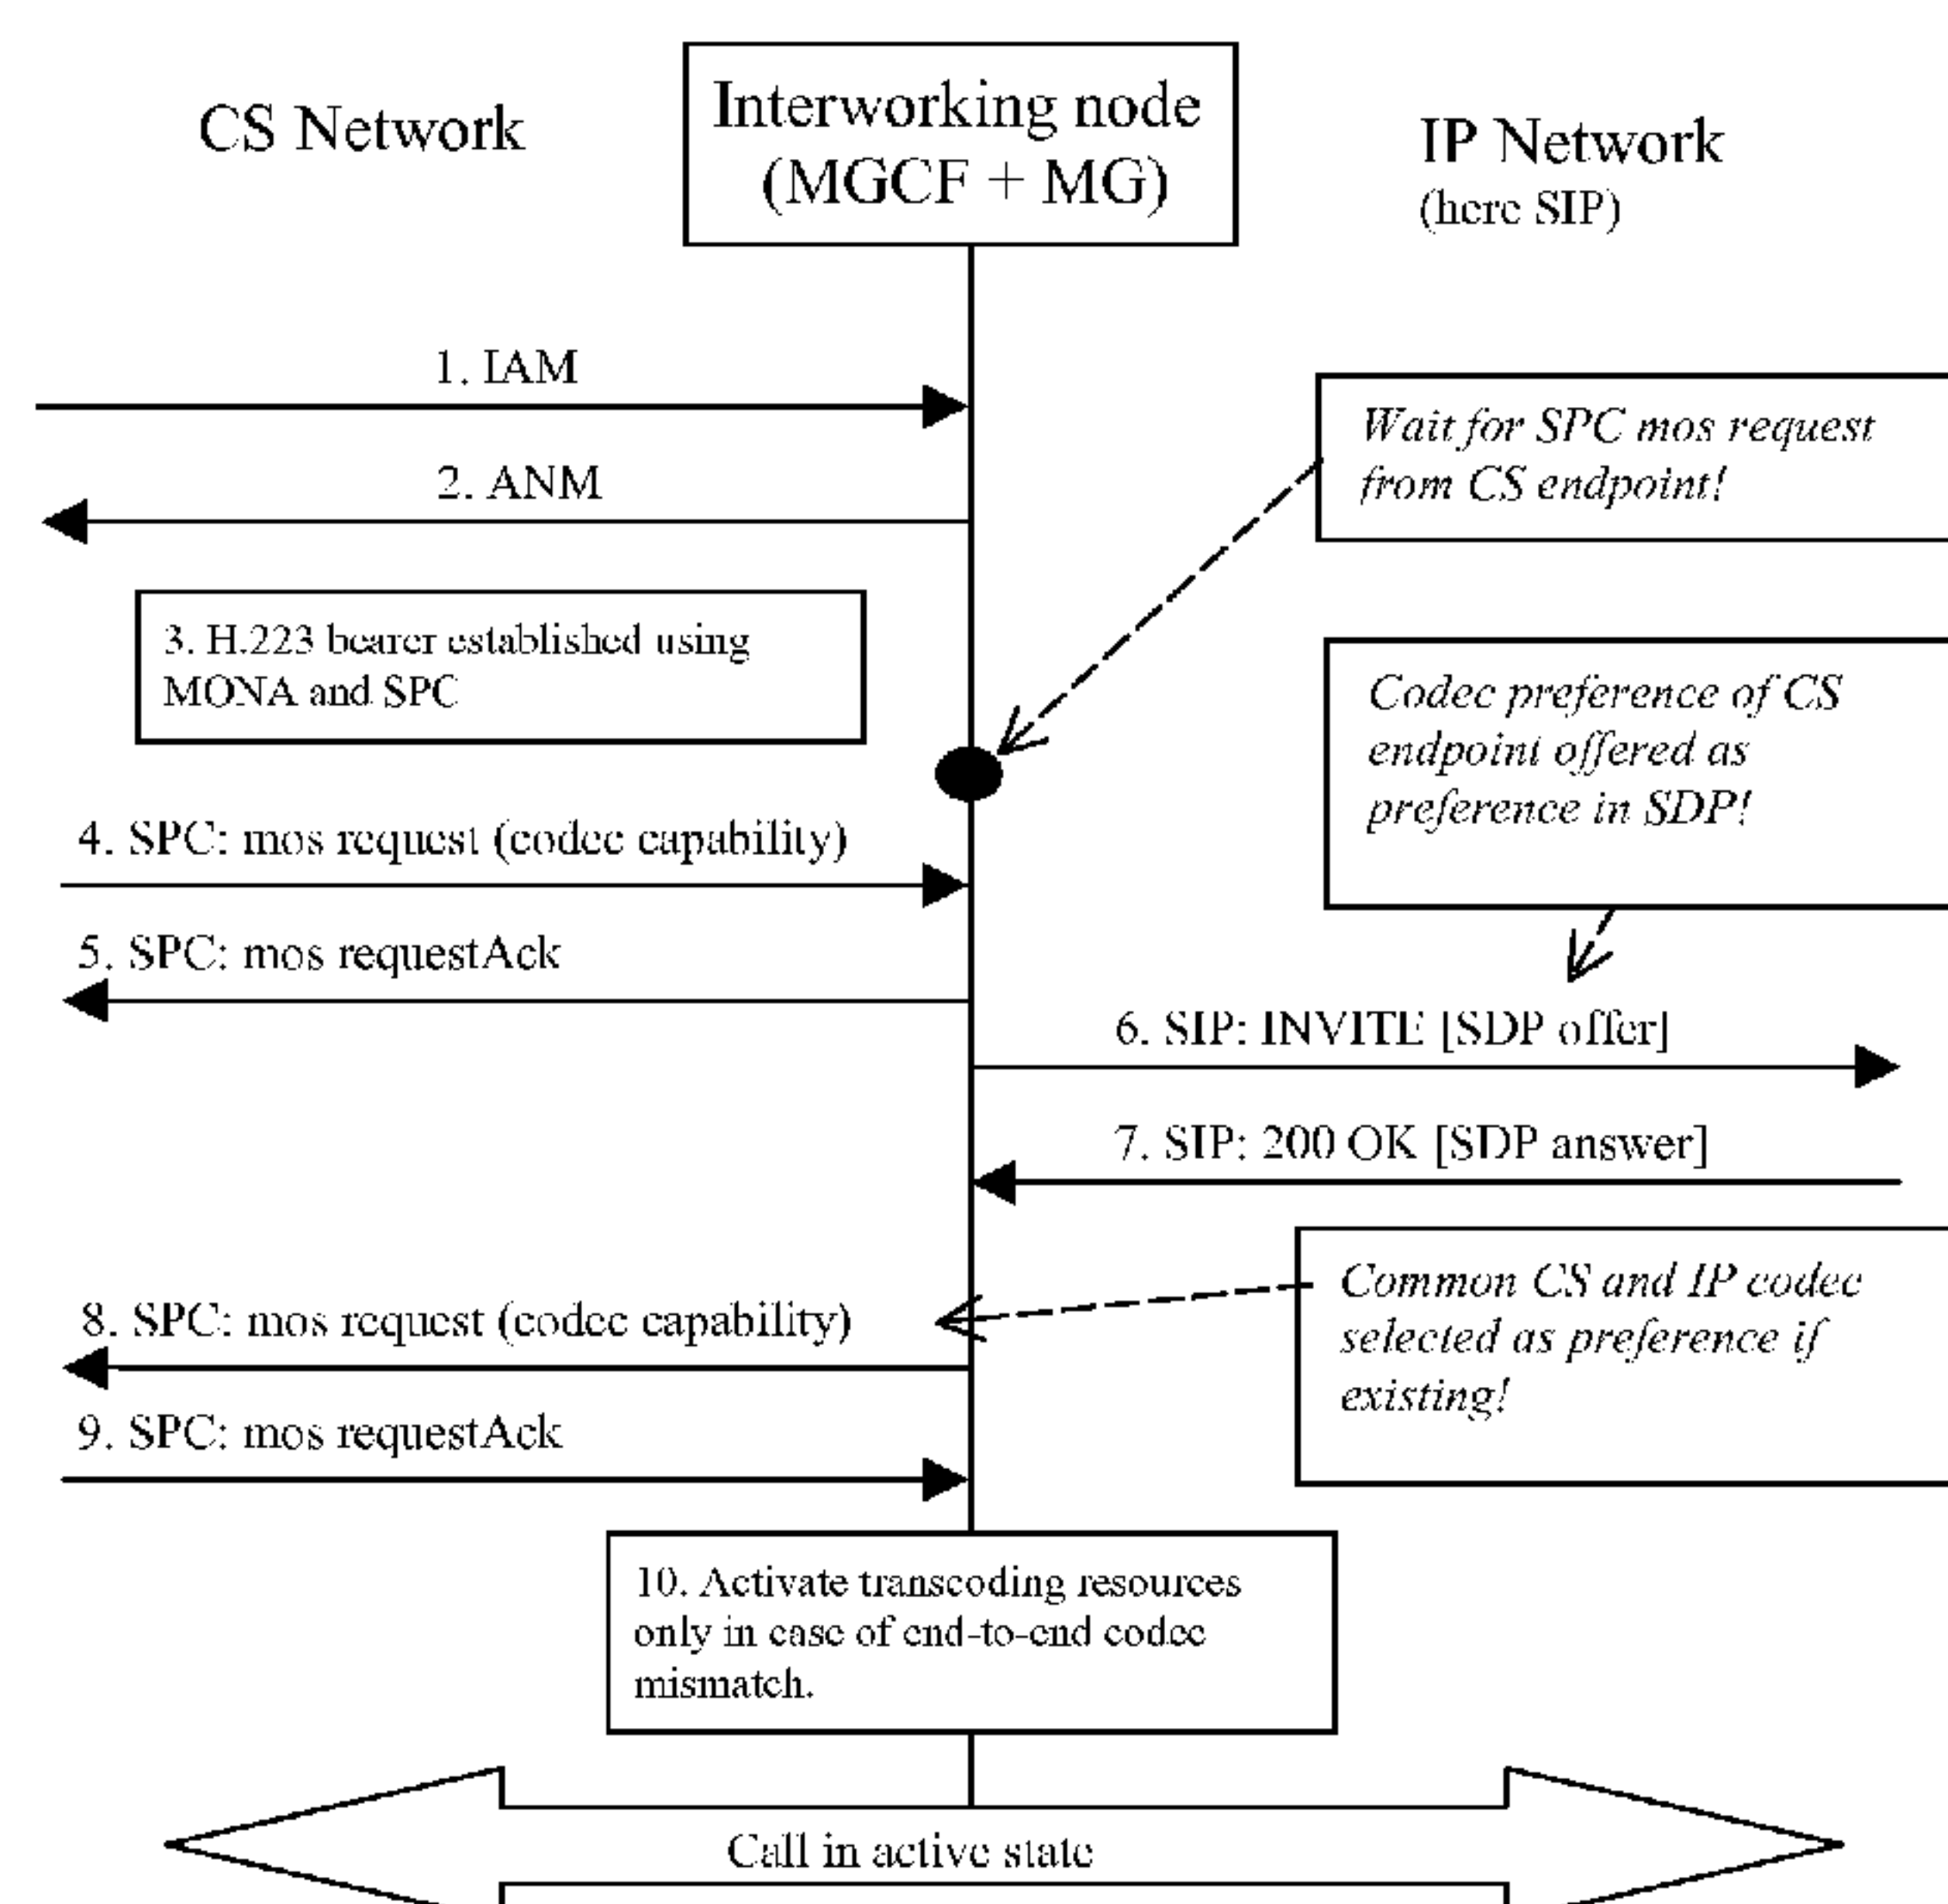 CS Network
Interworking node
(MGCF + MG)
IP Network
(here SIP)
1. IAM
Wait for SPC mos request
from CS endpoint!
2. ANM
3. H.223 bearer established using
MONA and SPC
Codec preference of CS
endpoint offered as
preference in SDP!
4. SPC: mos request (codec capability)
5. SPC: mos requestAck
6. SIP: INVITE [SDP offer]
7. SIP: 200 OK [SDP answer]
8. SPC: mos request (codec capability)
Common CS and IP codec
selected as preference if
existing!
9. SPC: mos requestAck
10. Activate transcoding resources
only in case of end-to-end codec
mismatch.
Call in active state